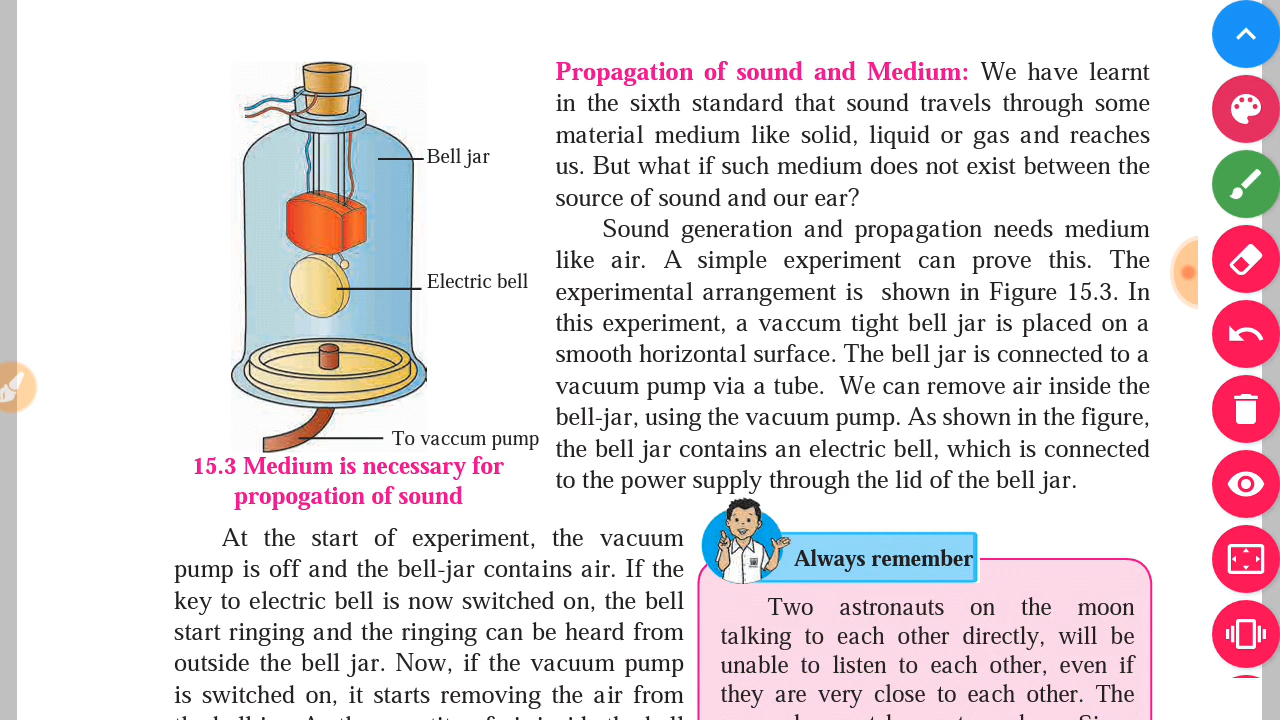 Bell jar
Electric bell
To vaccum pump
15.3 Medium is necessary for
propogation of sound
Propagation of sound and Medium: We have learnt
in the sixth standard that sound travels through some
material medium like solid, liquid or gas and reaches
us. But what if such medium does not exist between the
source of sound and our ear?
Sound generation and propagation needs medium
like air. A simple experiment can prove this. The
experimental arrangement is shown in Figure 15.3. In
this experiment, a vaccum tight bell jar is placed on a
smooth horizontal surface. The bell jar is connected to a
vacuum pump via a tube. We can remove air inside the
bell-jar, using the vacuum pump. As shown in the figure,
the bell jar contains an electric bell, which is connected
to the power supply through the lid of the bell jar.
At the start of experiment, the vacuum
pump is off and the bell-jar contains air. If the
key to electric bell is now switched on, the bell
start ringing and the ringing can be heard from
outside the bell jar. Now, if the vacuum pump
is switched on, it starts removing the air from
Always remember
Two astronauts on the moon
talking to each other directly, will be
unable to listen to each other, even if
they are very close to each other. The